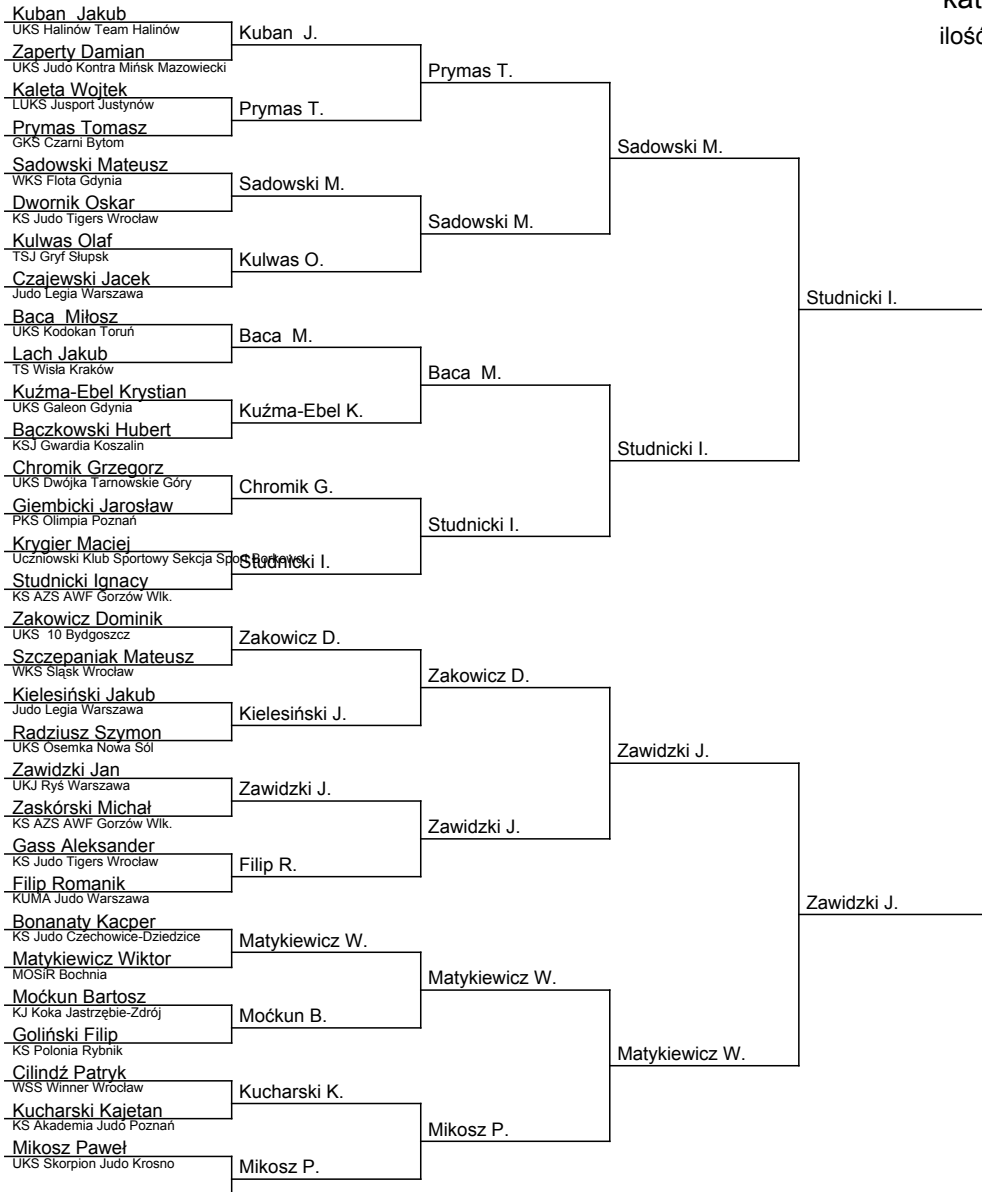 Kuban  Jakub
UKS Halinów Team Halinów
Zaperty Damian
UKS Judo Kontra Mińsk Mazowiecki
Kaleta Wojtek
LUKS Jusport Justynów
Prymas Tomasz
GKS Czarni Bytom
Sadowski Mateusz
WKS Flota Gdynia
Dwornik Oskar
KS Judo Tigers Wrocław
Kulwas Olaf
TSJ Gryf Słupsk
Czajewski Jacek
Judo Legia Warszawa
Baca  Miłosz
UKS Kodokan Toruń
Lach Jakub
TS Wisła Kraków
Kuźma-Ebel Krystian
UKS Galeon Gdynia
Bączkowski Hubert
KSJ Gwardia Koszalin
Chromik Grzegorz
UKS Dwójka Tarnowskie Góry
Giembicki Jarosław
PKS Olimpia Poznań
Krygier Maciej
Uczniowski Klub Sportowy Sekcja Sport Borkowo
Studnicki Ignacy
KS AZS AWF Gorzów Wlk.
Zakowicz Dominik
UKS  10 Bydgoszcz
Szczepaniak Mateusz
WKS Śląsk Wrocław
Kielesiński Jakub
Judo Legia Warszawa
Radziusz Szymon
UKS Ósemka Nowa Sól
Zawidzki Jan
UKJ Ryś Warszawa
Zaskórski Michał
KS AZS AWF Gorzów Wlk.
Gass Aleksander
KS Judo Tigers Wrocław
Filip Romanik
KUMA Judo Warszawa
Bonanaty Kacper
KS Judo Czechowice-Dziedzice
Matykiewicz Wiktor
MOSiR Bochnia
Moćkun Bartosz
KJ Koka Jastrzębie-Zdrój
Goliński Filip
KS Polonia Rybnik
Cilindź Patryk
WSS Winner Wrocław
Kucharski Kajetan
KS Akademia Judo Poznań
Mikosz Paweł
UKS Skorpion Judo Krosno
Kuban  J.
Prymas T.
Sadowski M.
Kulwas O.
Baca  M.
Kuźma-Ebel K.
Chromik G.
Studnicki I.
Zakowicz D.
Kielesiński J.
Zawidzki J.
Filip R.
Matykiewicz W.
Moćkun B.
Kucharski K.
Mikosz P.
Prymas T.
Sadowski M.
Baca  M.
Studnicki I.
Zakowicz D.
Zawidzki J.
Matykiewicz W.
Mikosz P.
Sadowski M.
Studnicki I.
Zawidzki J.
Matykiewicz W.
Studnicki I.
Zawidzki J.
kat
ilość